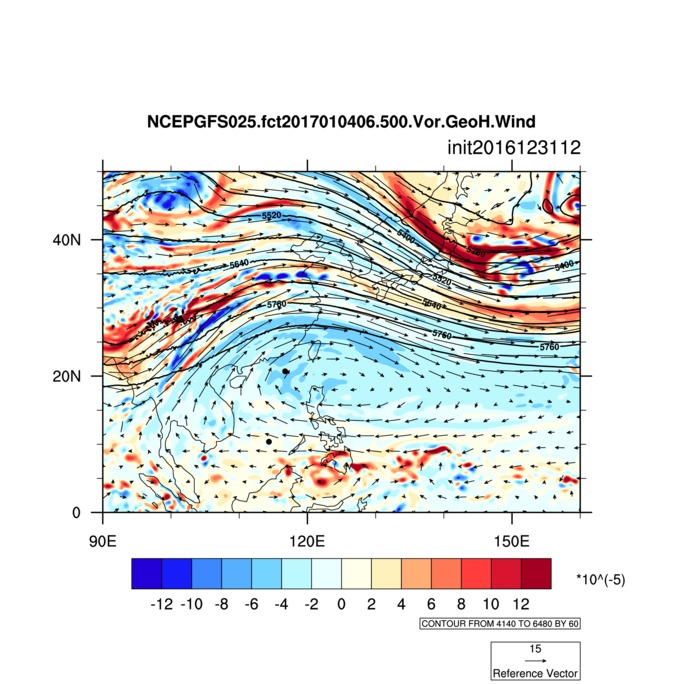 NCEPGFS025.fct2017010406.500.Vor.GeoH.Wind
init2016123112
5520
5400
5280
40N
5640
5400
5520
5640
5760
5760
5760
20N
0
90E 120E 150E
-12 -10 -8 -6 -4 -2 0 2 4 6 8 10 12
*10^(-5)
CONTOUR FROM 4140 TO 6480 BY 60
15
Reference Vector